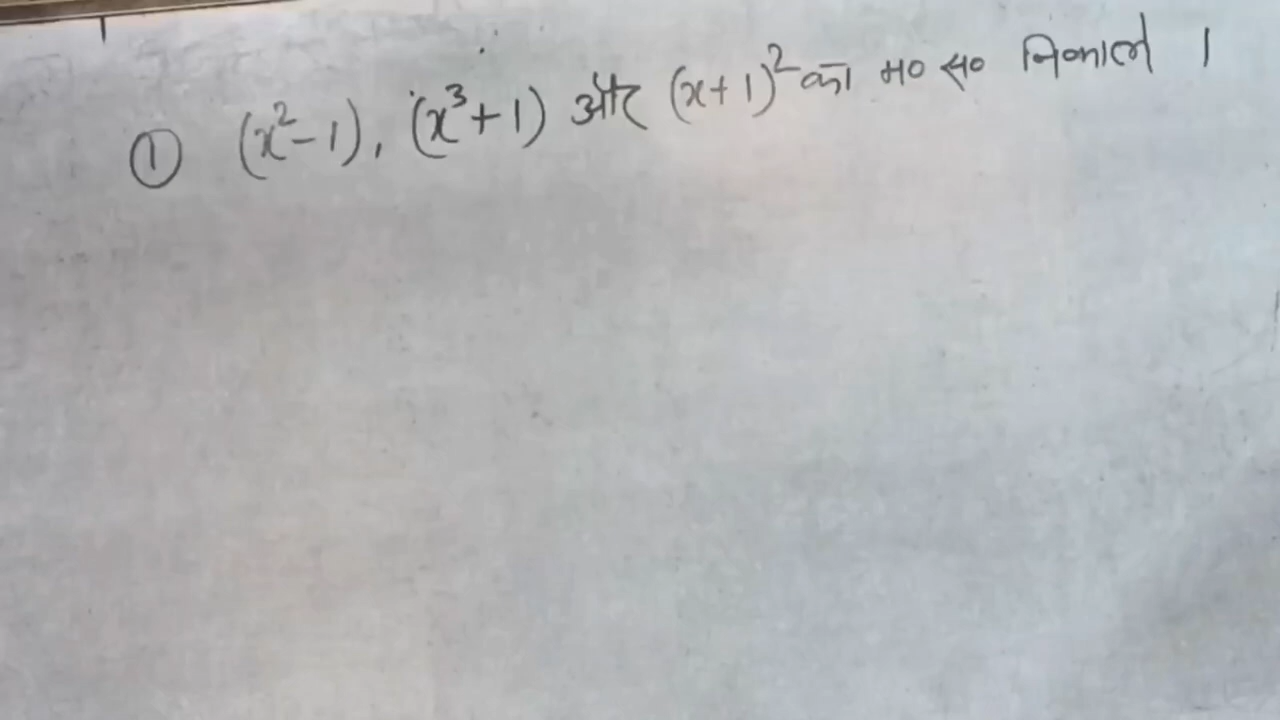 ① (x²-1), (x³+1) और (x+1)² का म० स० निकालें ।